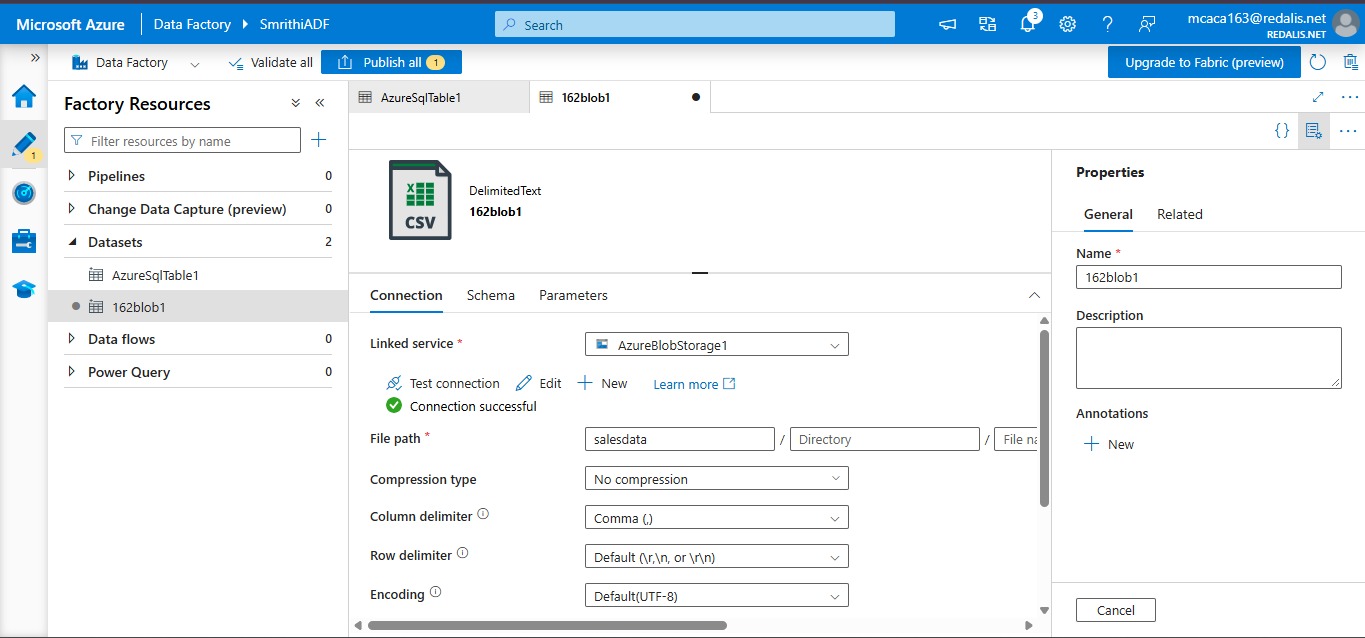 Microsoft Azure
Data Factory
SmrithiADF
Search
3
mcaca163@redalis.net
REDALIS.NET
Data Factory
Validate all
Publish all 1
Upgrade to Fabric (preview)
Factory Resources
AzureSqlTable1
162blob1
Filter resources by name
1
Pipelines 0
Change Data Capture (preview) 0
Datasets 2
AzureSqlTable1
162blob1
Data flows 0
Power Query 0
{}
X
CSV
DelimitedText
162blob1
Connection
Schema
Parameters
Linked service *
AzureBlobStorage1
Test connection
Edit
New
Learn more
Connection successful
File path *
salesdata / Directory / File na
Compression type
No compression
Column delimiter
Comma (,)
Row delimiter
Default (\r,\n, or \r\n)
Encoding
Default(UTF-8)
Properties
General
Related
Name *
162blob1
Description
Annotations
New
Cancel